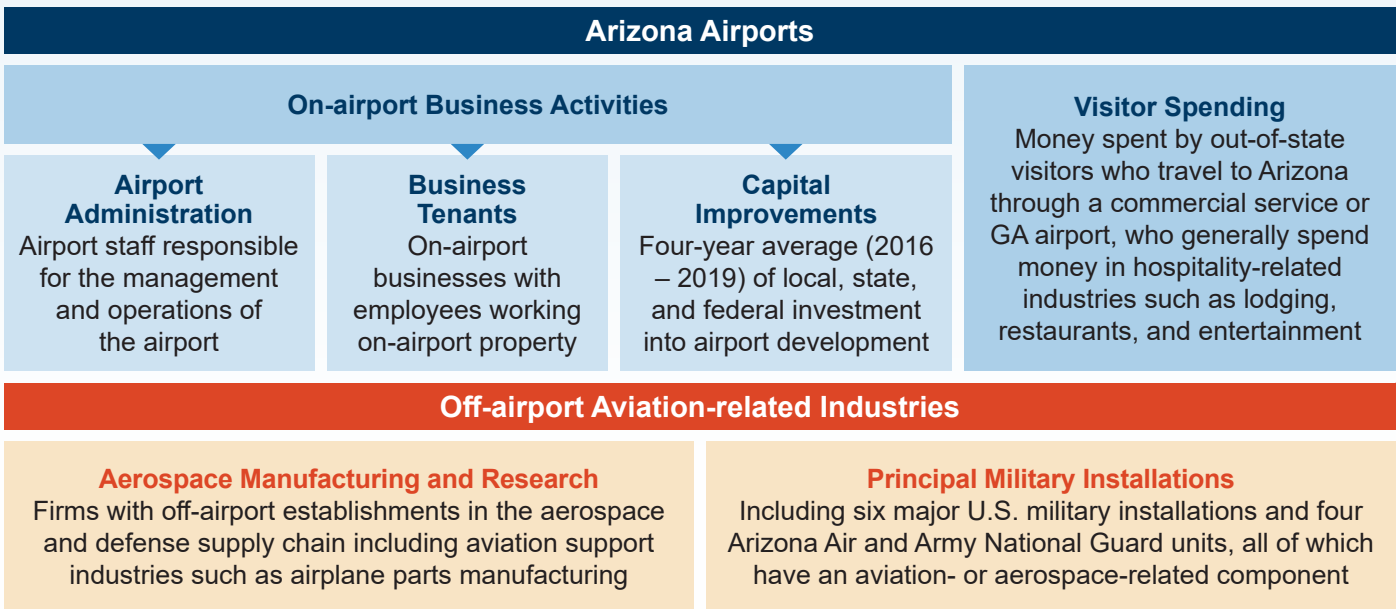 Arizona Airports
On-airport Business Activities
Airport
Administration
Airport staff responsible
for the management
and operations of
the airport
Business
Tenants
On-airport
businesses with
employees working
on-airport property
Capital
Improvements
Four-year average (2016
– 2019) of local, state,
and federal investment
into airport development
Visitor Spending
Money spent by out-of-state
visitors who travel to Arizona
through a commercial service or
GA airport, who generally spend
money in hospitality-related
industries such as lodging,
restaurants, and entertainment
Off-airport Aviation-related Industries
Aerospace Manufacturing and Research
Firms with off-airport establishments in the aerospace
and defense supply chain including aviation support
industries such as airplane parts manufacturing
Principal Military Installations
Including six major U.S. military installations and four
Arizona Air and Army National Guard units, all of which
have an aviation- or aerospace-related component